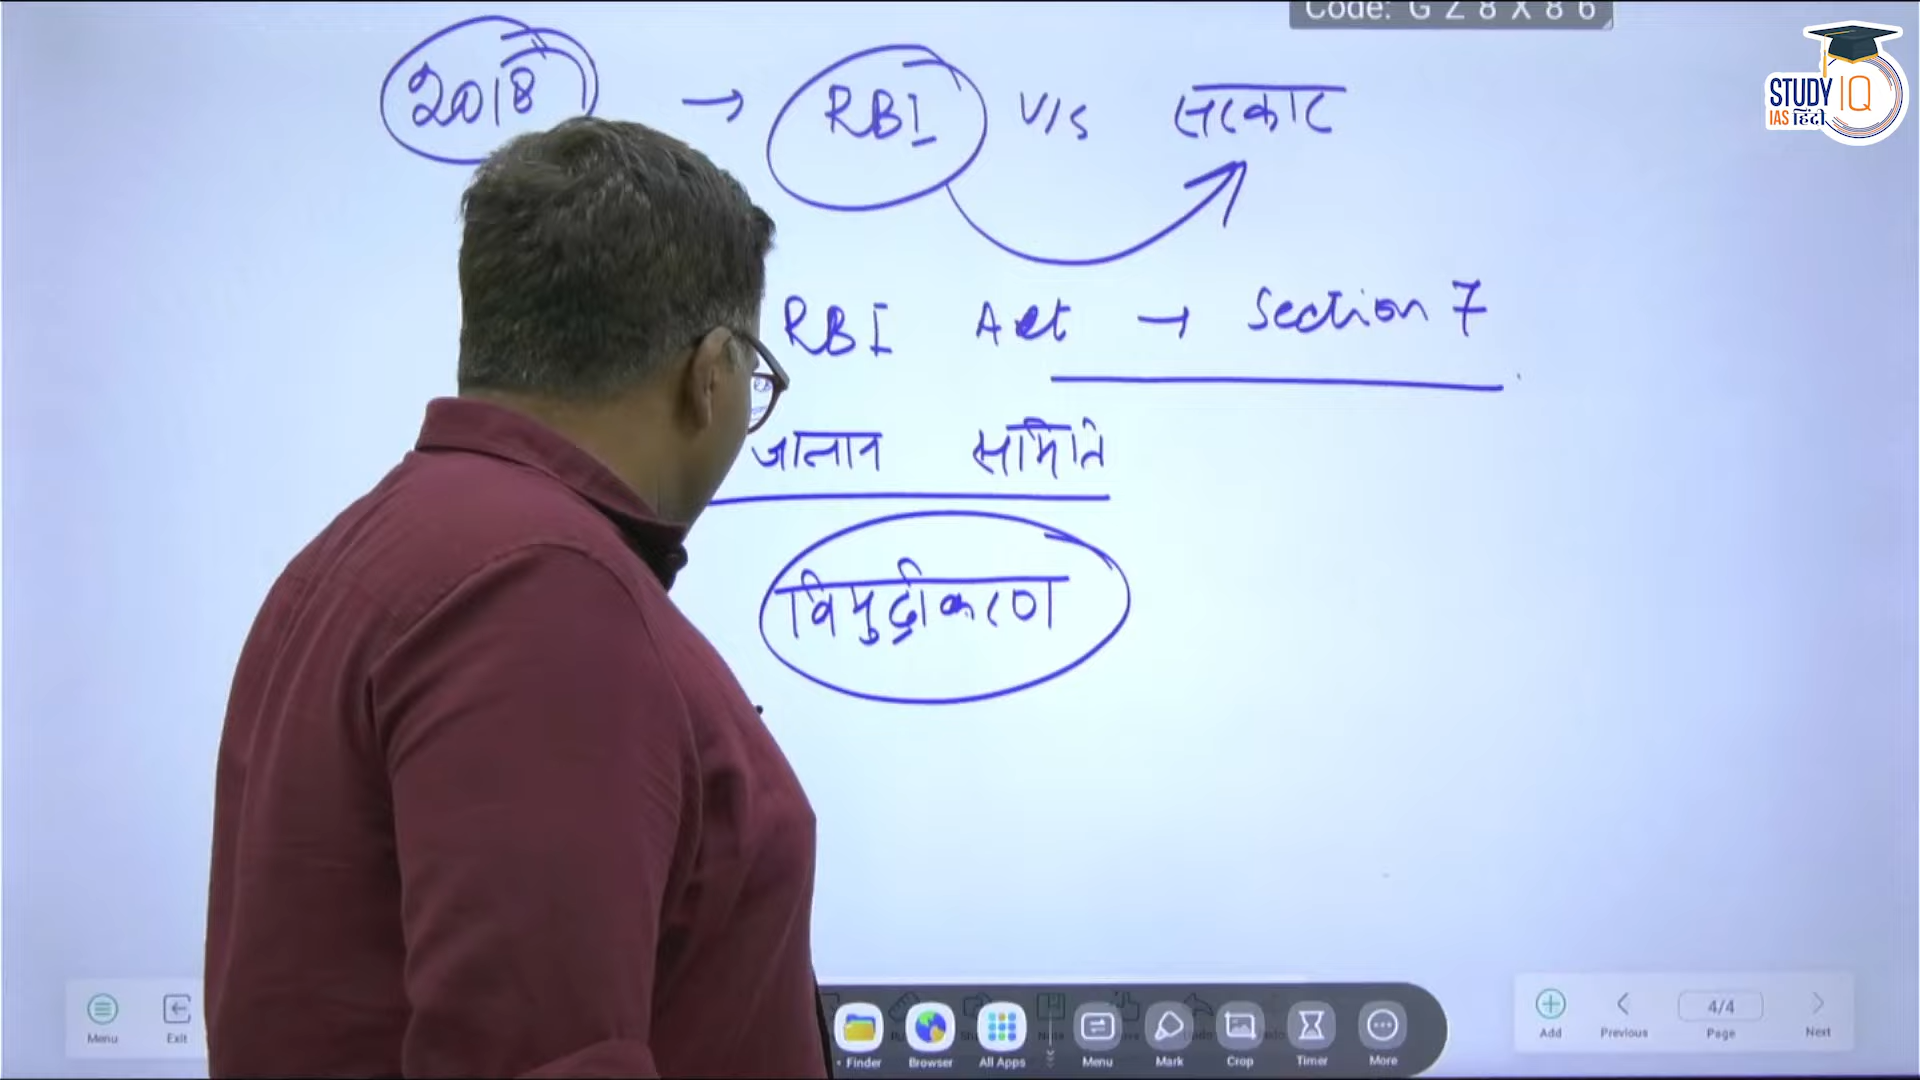 Code: G Z 8 X 8 6
STUDY IQ
IAS हिंदी
2018 → RBI v/s सरकार
RBI Act → Section 7
जालान समिति
विमुद्रीकरण
Menu
Exit
Finder
Browser
All Apps
Menu
Mark
Crop
Timer
More
Add
Previous
4/4
Page
Next